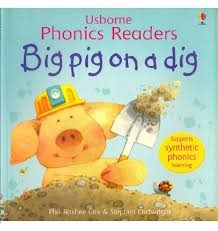 Usborne
Phonics Readers
Big pig on a dig
Supports
synthetic
phonics
learning
Phil Roxbee Cox & Stephen Cartwright